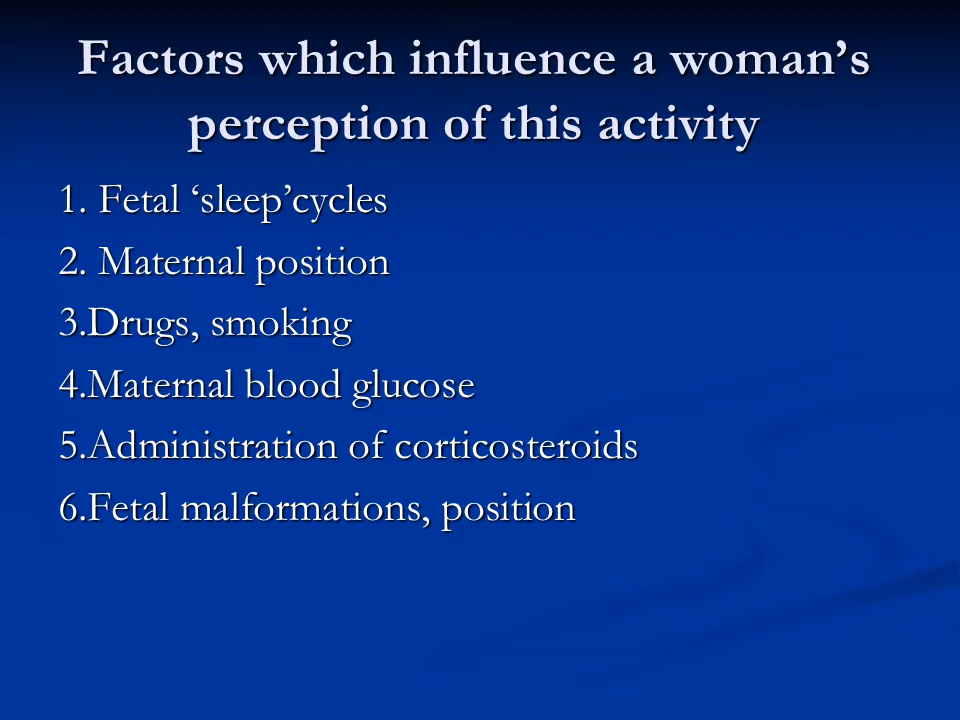 Factors which influence a woman’s
perception of this activity
1. Fetal ‘sleep’cycles
2. Maternal position
3.Drugs, smoking
4.Maternal blood glucose
5.Administration of corticosteroids
6.Fetal malformations, position